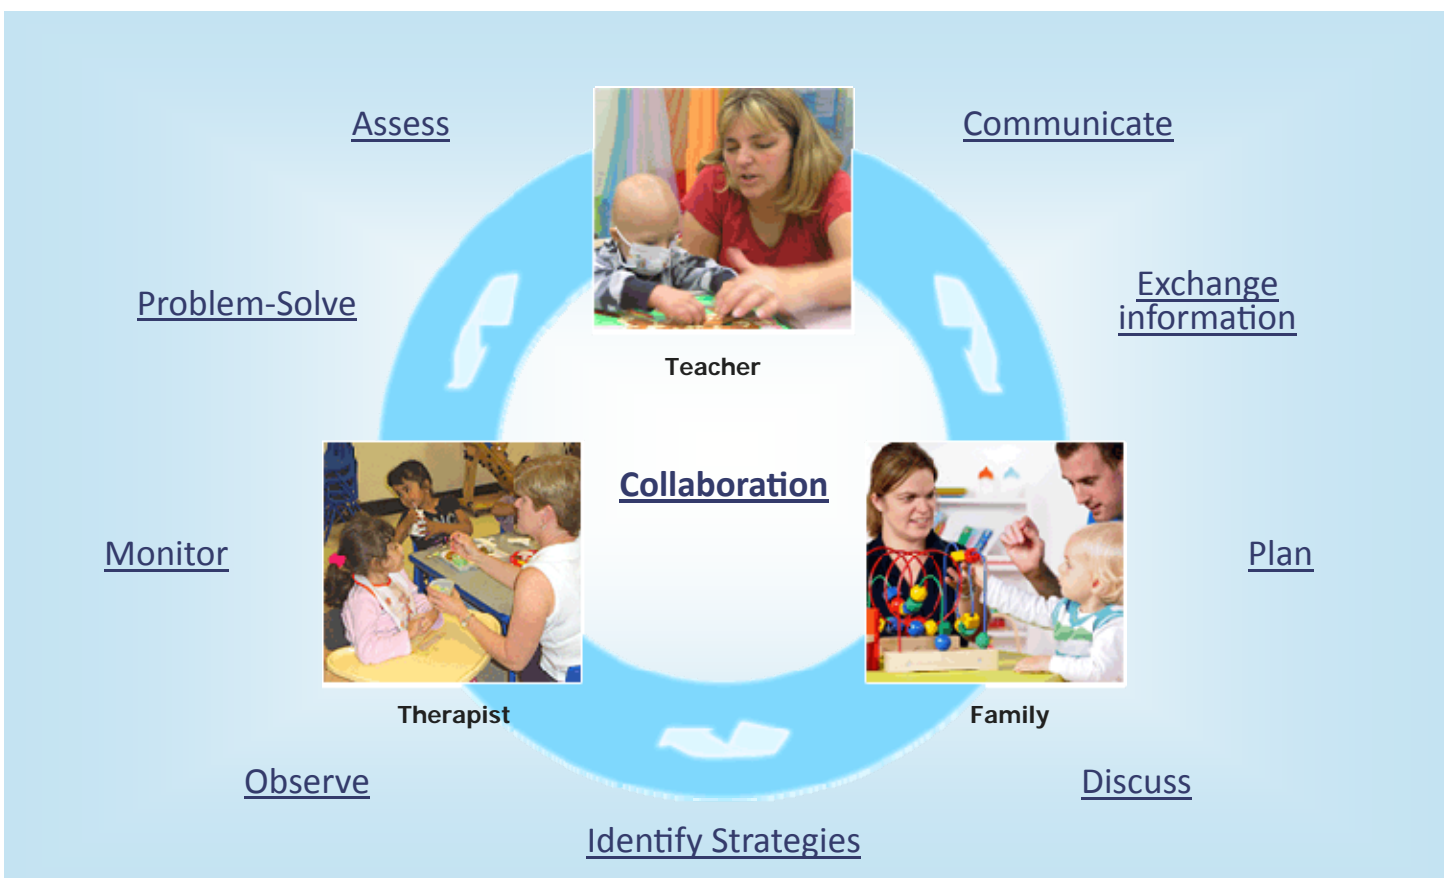 Assess
Communicate
Problem-Solve
Exchange
information
Teacher
Collaboration
Monitor
Plan
Therapist
Family
Observe
Discuss
Identify Strategies